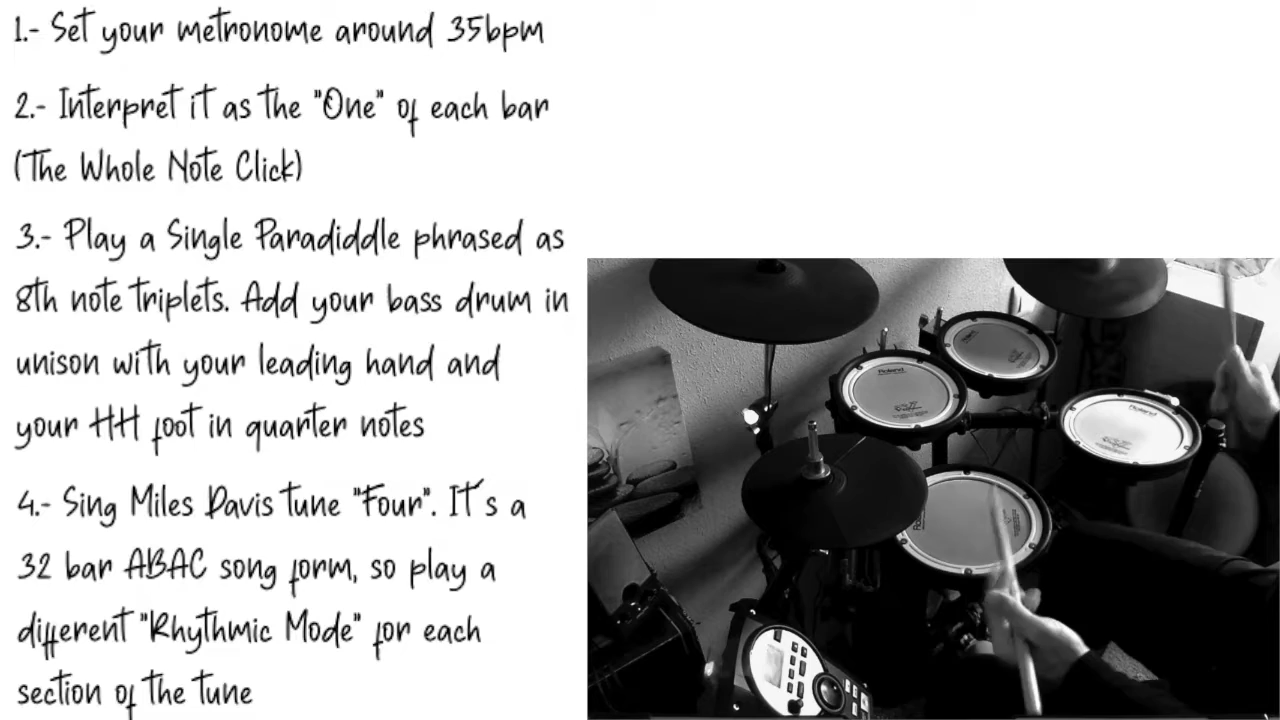 1.- Set your metronome around 35bpm
2.- Interpret it as the "One" of each bar
(The Whole Note Click)
3.- Play a Single Paradiddle phrased as
8th note triplets. Add your bass drum in
unison with your leading hand and
your HH foot in quarter notes
4.- Sing Miles Davis tune "Four". It´s a
32 bar ABAC song form, so play a
different "Rhythmic Mode" for each
section of the tune
Roland
Roland